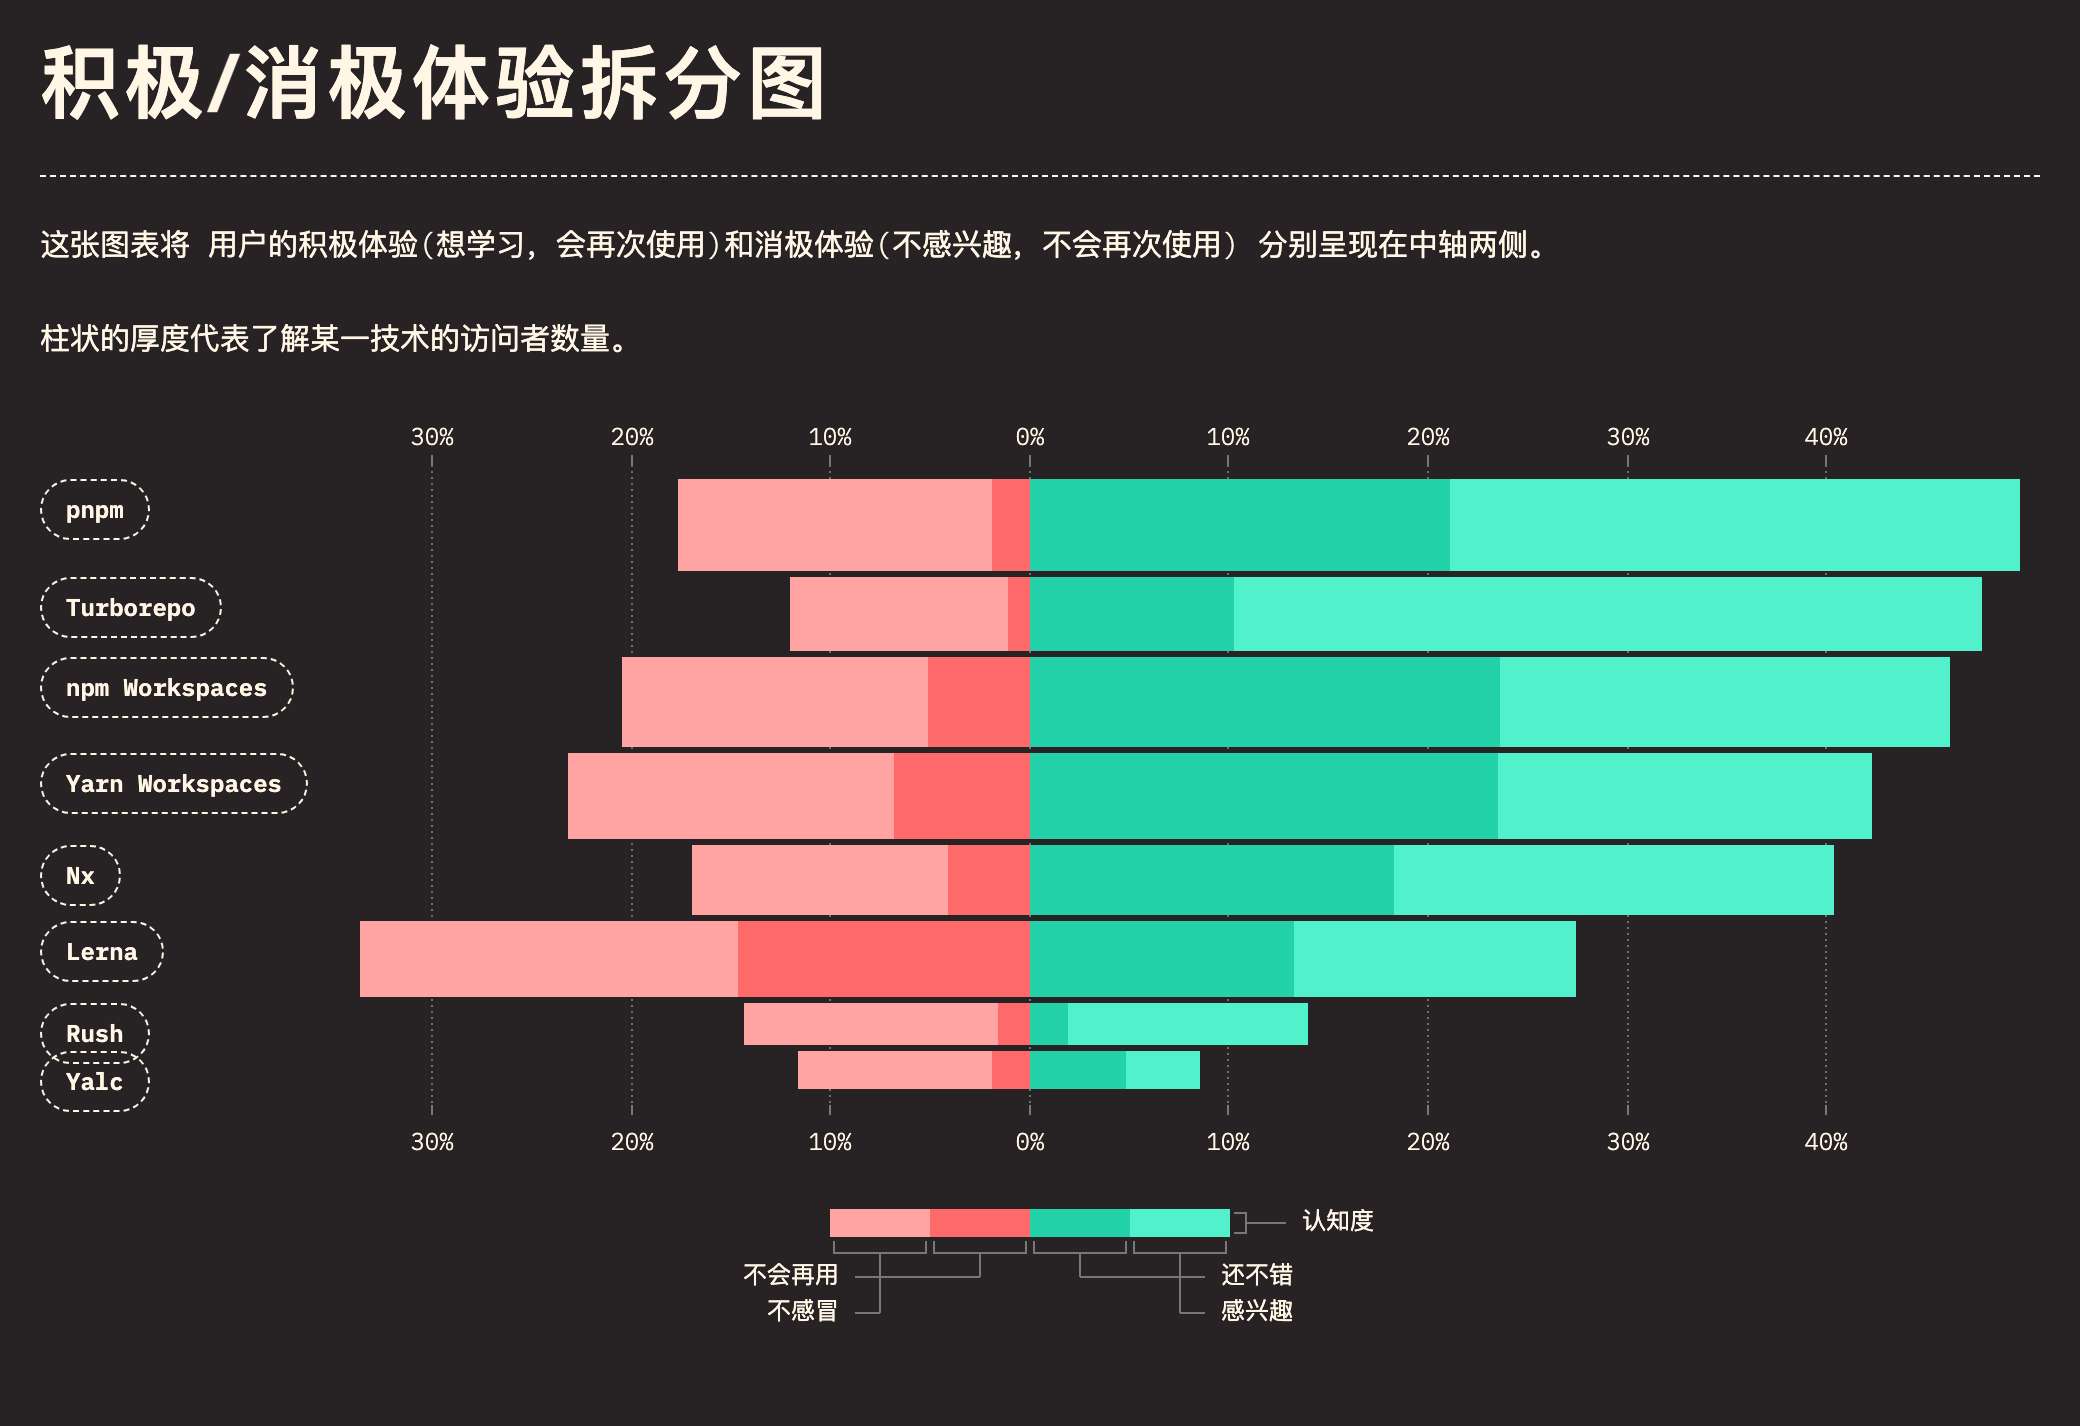 积极/消极体验拆分图
这张图表将 用户的积极体验(想学习, 会再次使用)和消极体验(不感兴趣, 不会再次使用) 分别呈现在中轴两侧。
柱状的厚度代表了解某一技术的访问者数量。
30% 20% 10% 0% 10% 20% 30% 40%
pnpm
Turborepo
npm Workspaces
Yarn Workspaces
Nx
Lerna
Rush
Yalc
30% 20% 10% 0% 10% 20% 30% 40%
认知度
不会再用 还不错
不感冒 感兴趣